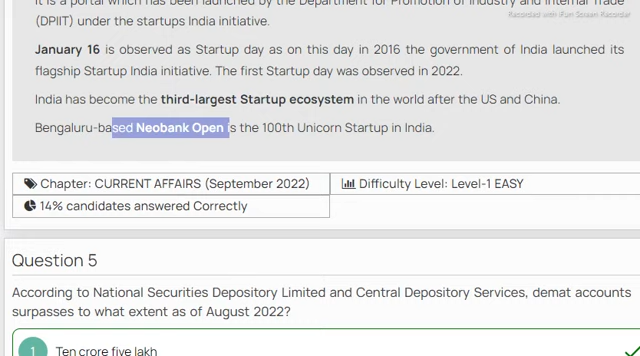 It is a portal which has been launched by the Department for Promotion of Industry and Internal Trade
Recorded with iFun Screen Recorder
(DPIIT) under the startups India initiative.
January 16 is observed as Startup day as on this day in 2016 the government of India launched its
flagship Startup India initiative. The first Startup day was observed in 2022.
India has become the third-largest Startup ecosystem in the world after the US and China.
Bengaluru-based Neobank Open is the 100th Unicorn Startup in India.
Chapter: CURRENT AFFAIRS (September 2022)
Difficulty Level: Level-1 EASY
14% candidates answered Correctly
Question 5
According to National Securities Depository Limited and Central Depository Services, demat accounts
surpasses to what extent as of August 2022?
1 Ten crore five lakh